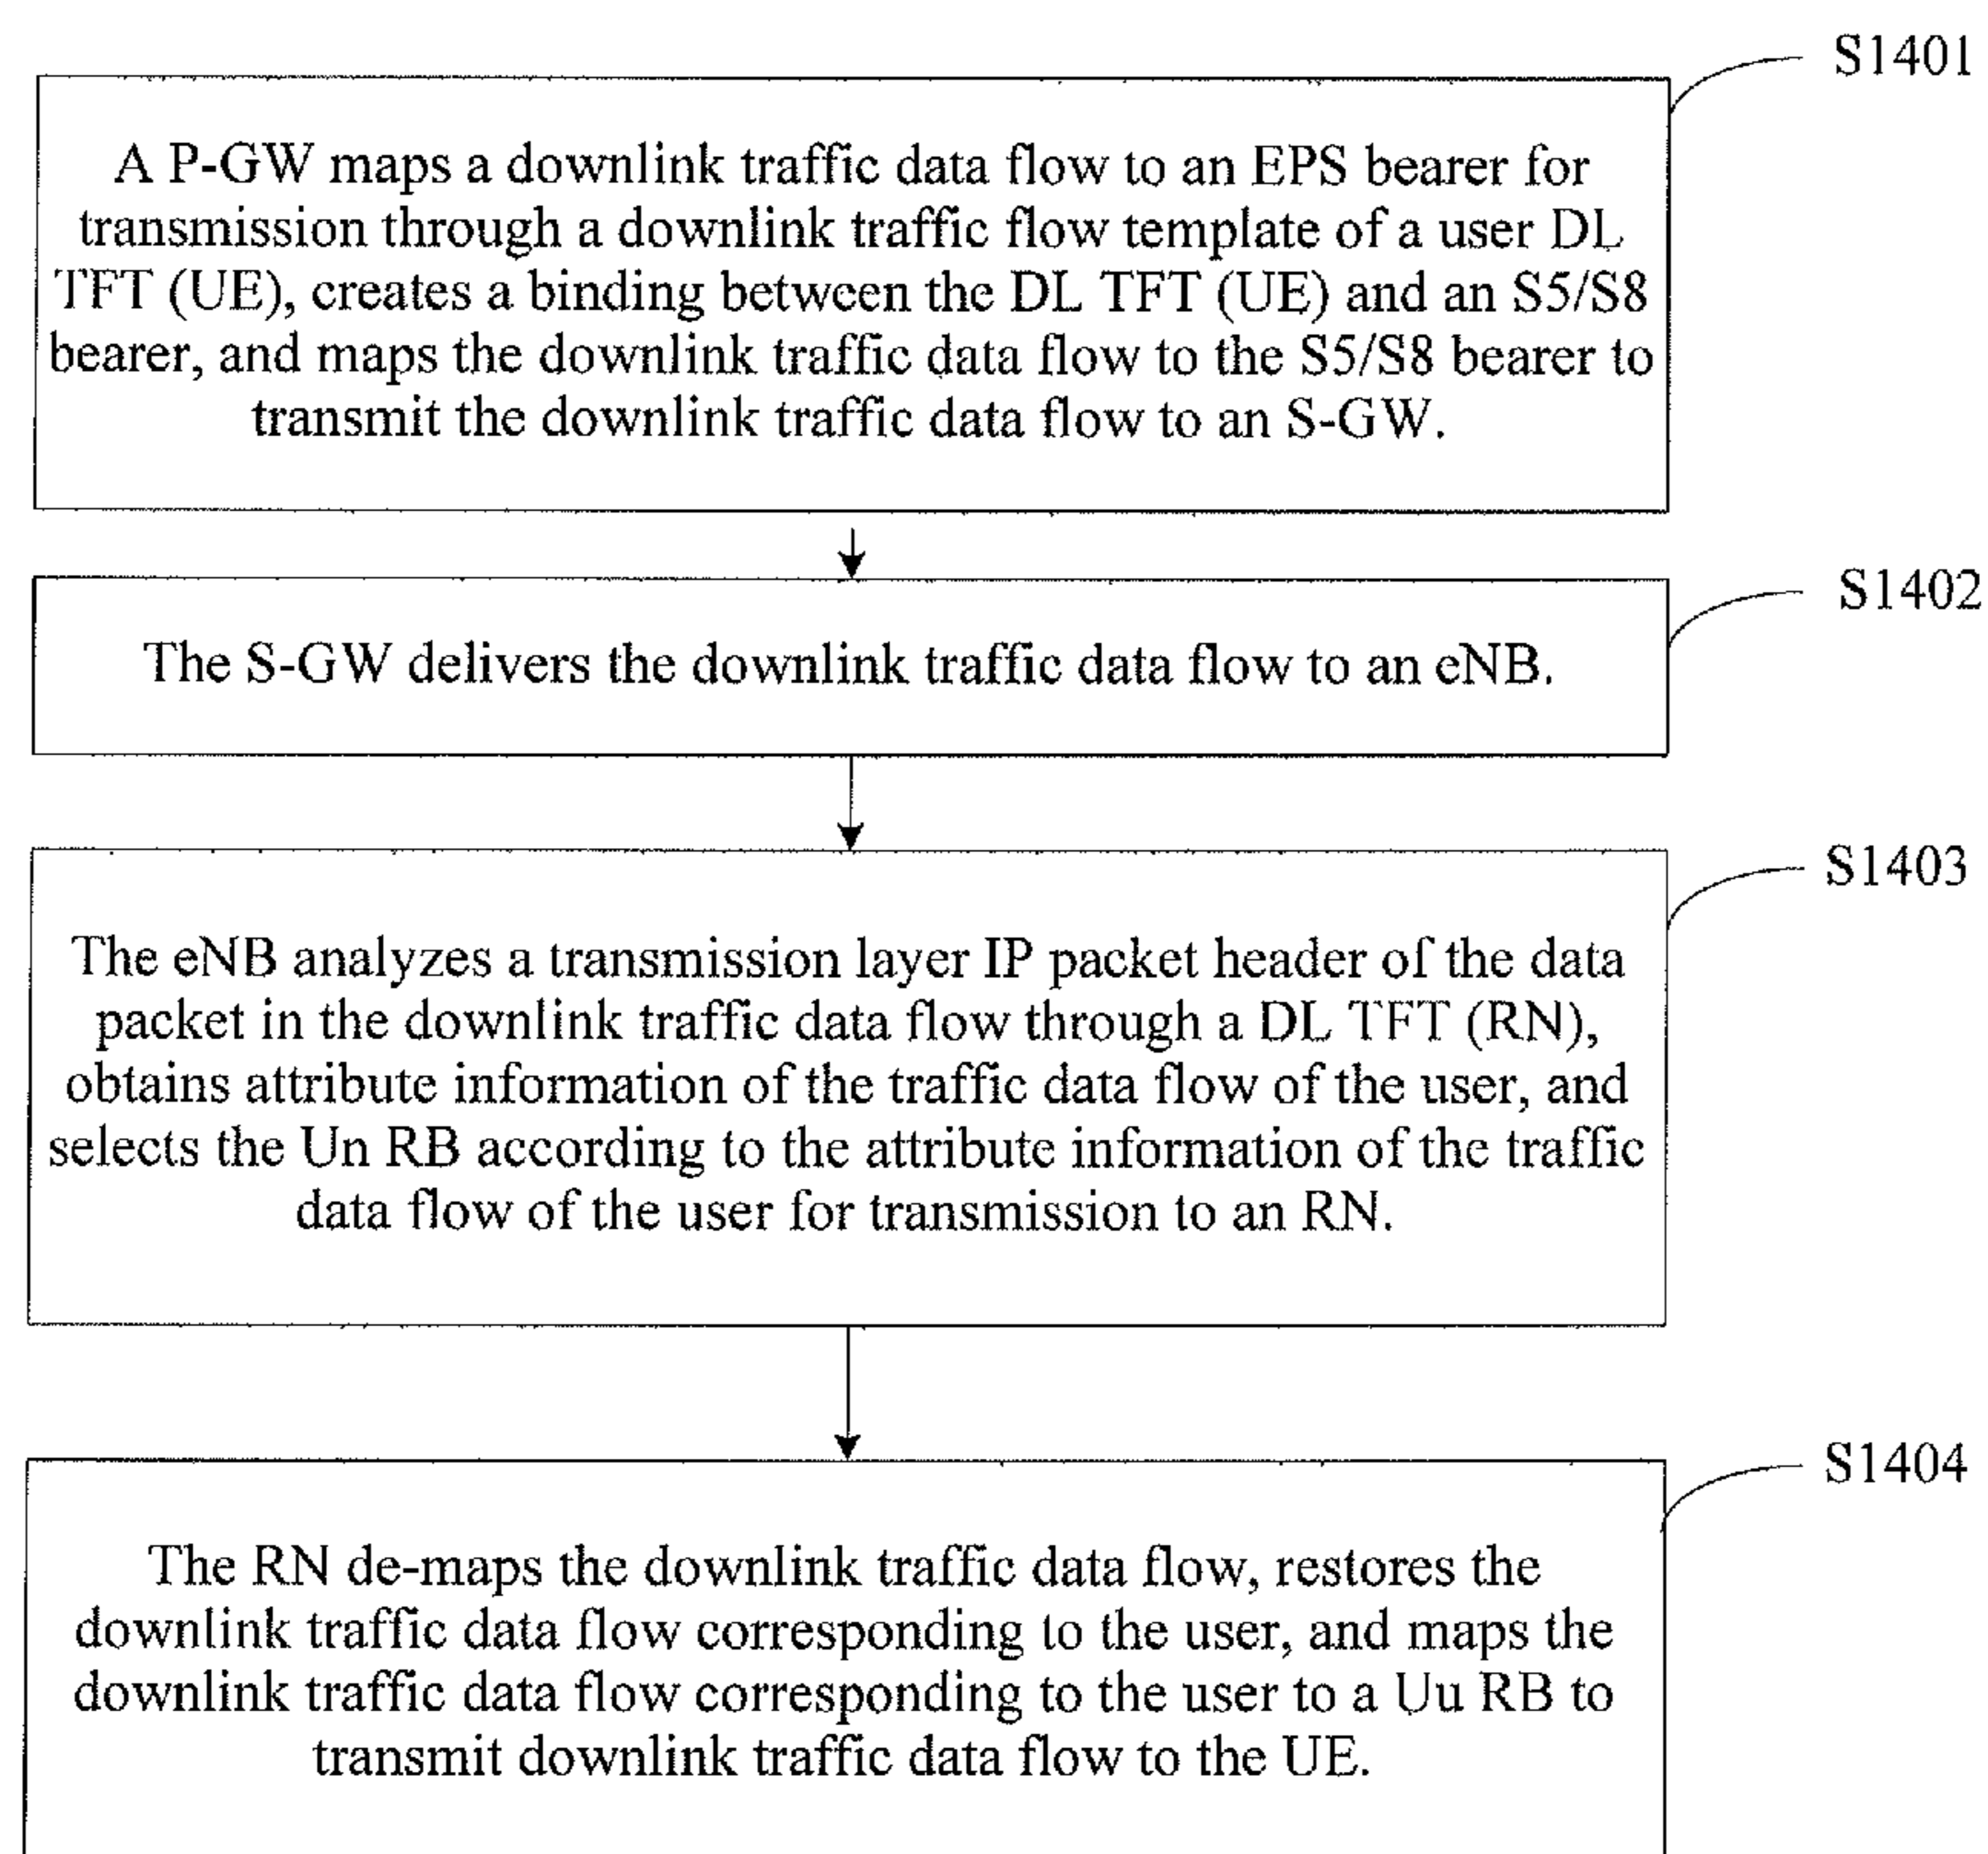 S1401
A P-GW maps a downlink traffic data flow to an EPS bearer for
transmission through a downlink traffic flow template of a user DL
TFT (UE), creates a binding between the DL TFT (UE) and an S5/S8
bearer, and maps the downlink traffic data flow to the S5/S8 bearer to
transmit the downlink traffic data flow to an S-GW.
S1402
The S-GW delivers the downlink traffic data flow to an eNB.
S1403
The eNB analyzes a transmission layer IP packet header of the data
packet in the downlink traffic data flow through a DL TFT (RN),
obtains attribute information of the traffic data flow of the user, and
selects the Un RB according to the attribute information of the traffic
data flow of the user for transmission to an RN.
S1404
The RN de-maps the downlink traffic data flow, restores the
downlink traffic data flow corresponding to the user, and maps the
downlink traffic data flow corresponding to the user to a Uu RB to
transmit downlink traffic data flow to the UE.